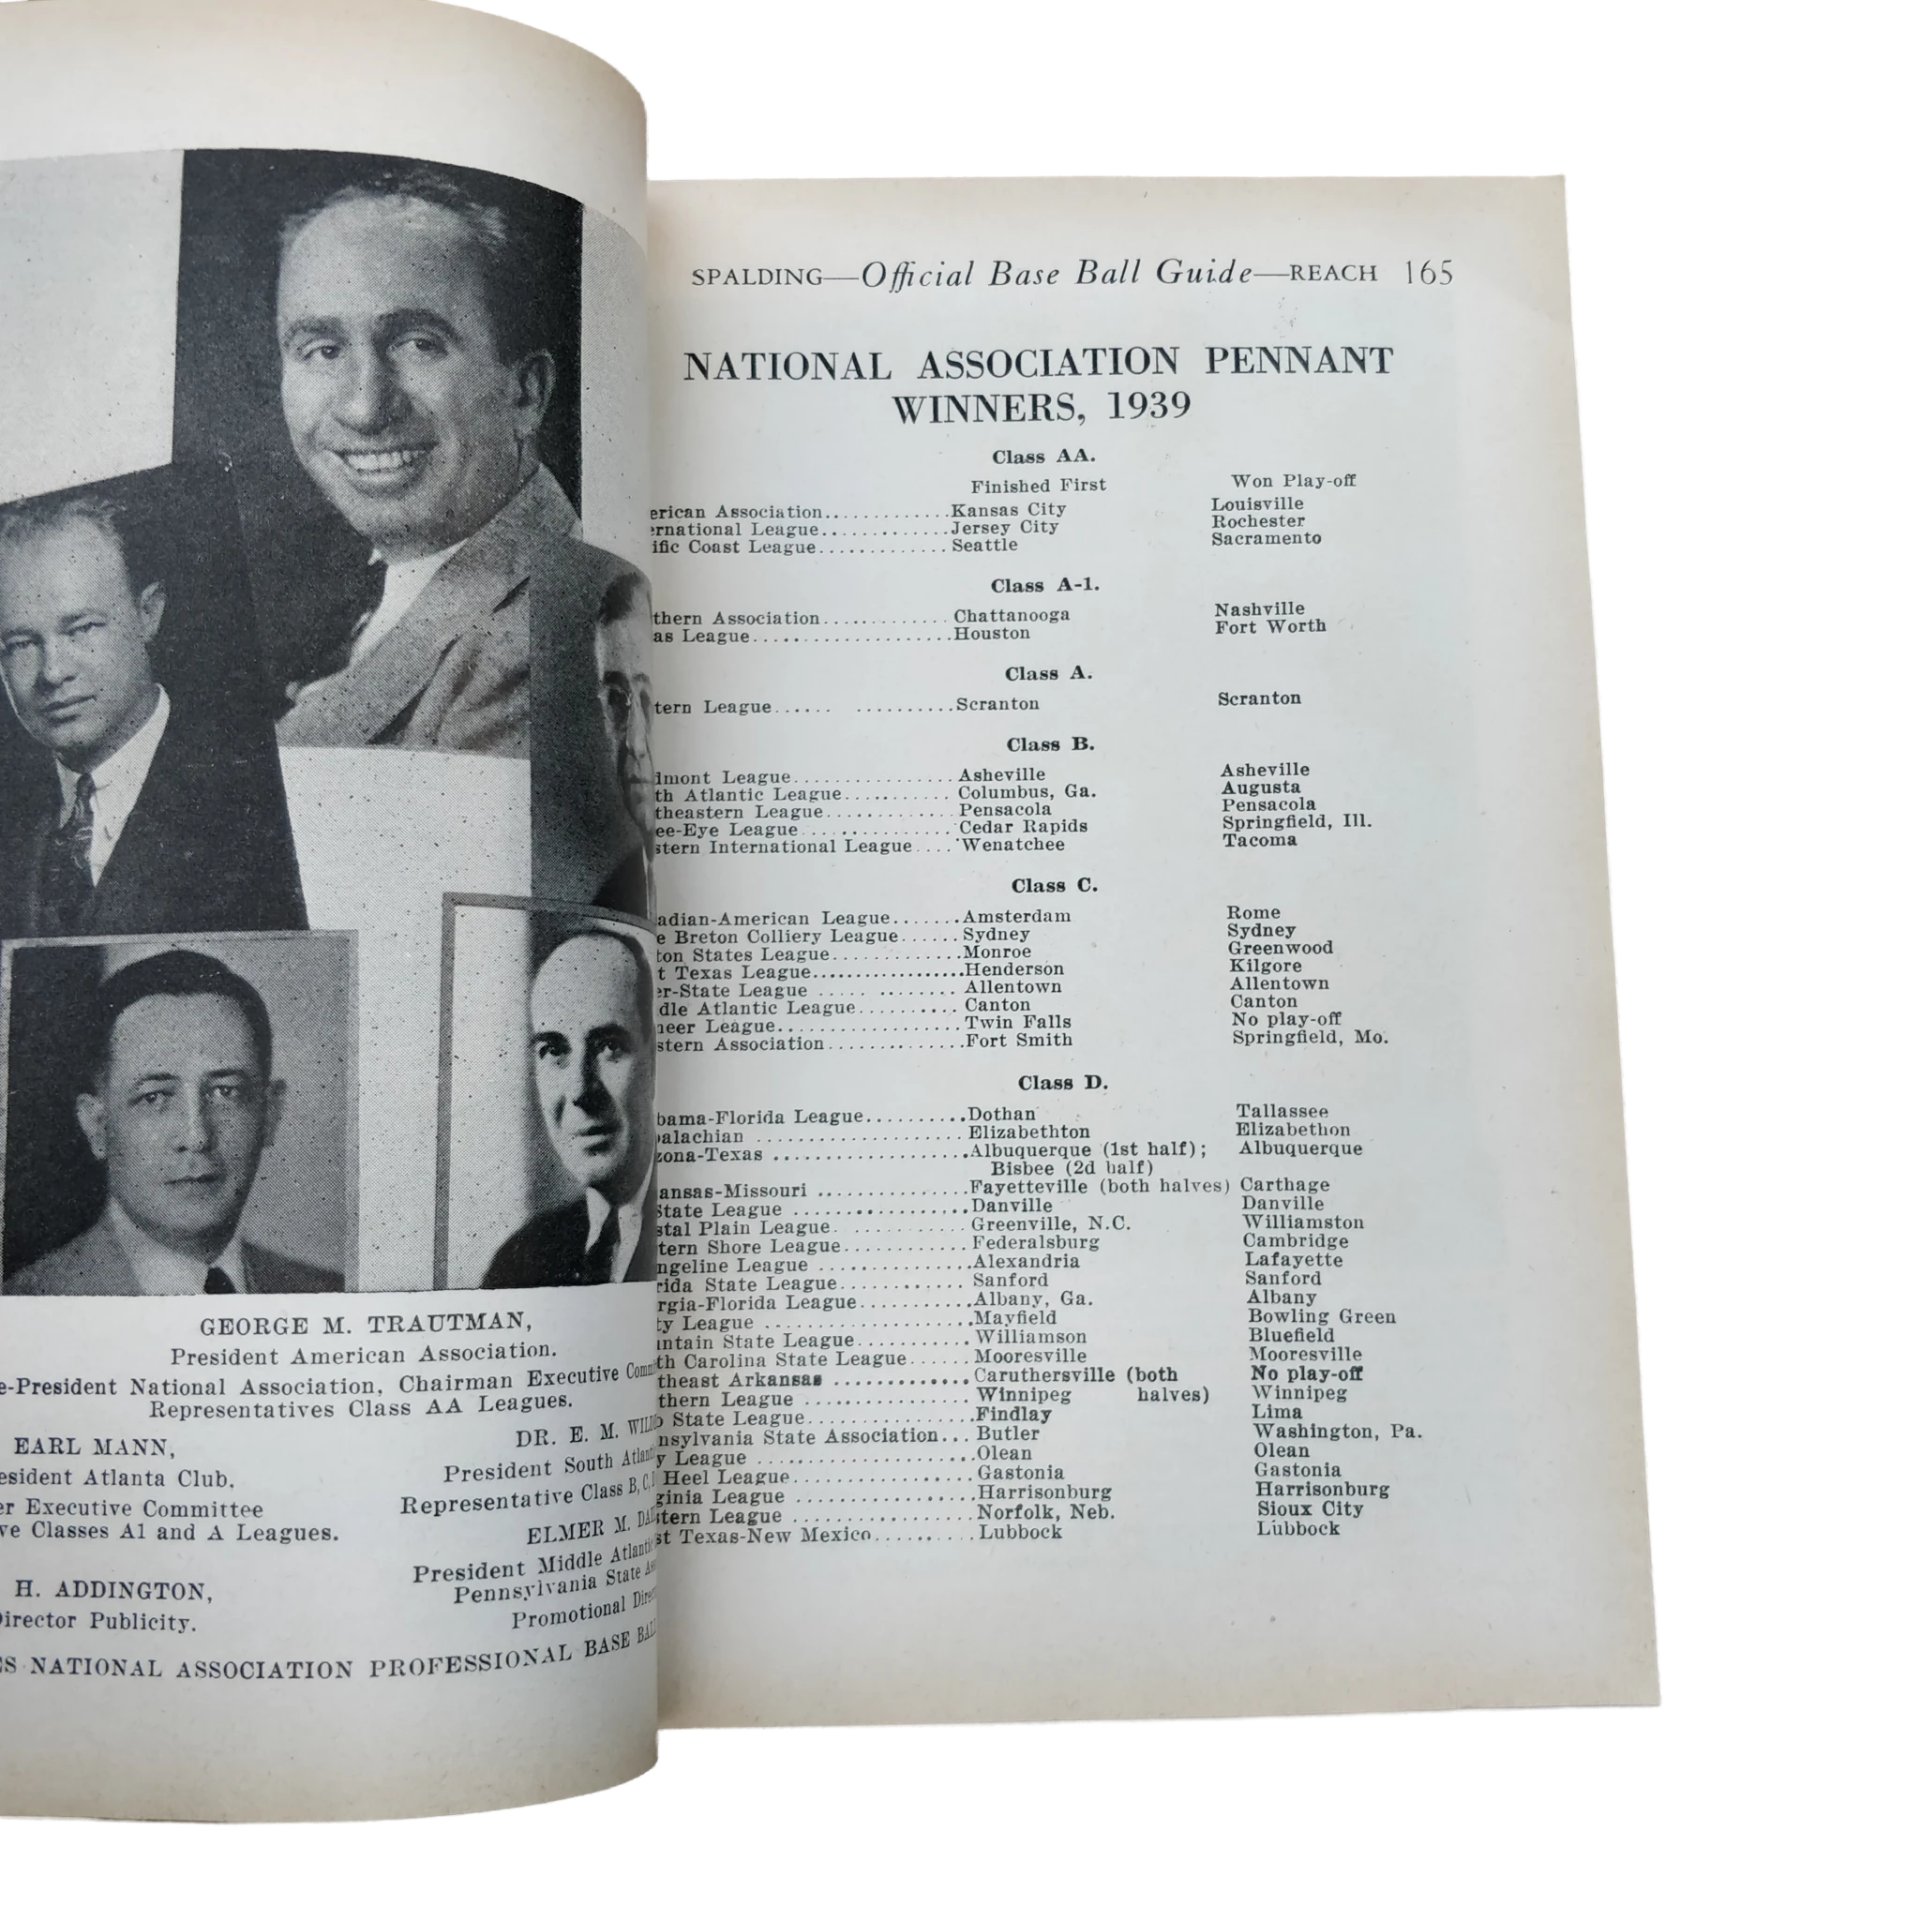 GEORGE M. TRAUTMAN,
President American Association.
e-President National Association, Chairman Executive Comm
Representatives Class AA Leagues.
EARL MANN,
esident Atlanta Club,
er Executive Committee
ve Classes A1 and A Leagues.
H. ADDINGTON,
Director Publicity.
DR. E. M. WIL
President South Atlant
Representative Class B, C,
ELMER M. DA
President Middle Atlantic
Pennsylvania State As
Promotional Dire
ES NATIONAL ASSOCIATION PROFESSIONAL BASE BAL
SPALDING—Official Base Ball Guide—REACH 165
NATIONAL ASSOCIATION PENNANT
WINNERS, 1939
Class AA.
Finished First Won Play-off
erican Association............Kansas City Louisville
ernational League.............Jersey City Rochester
ific Coast League.............Seattle Sacramento
Class A-1.
thern Association............Chattanooga Nashville
as League....................Houston Fort Worth
Class A.
tern League...... ..........Scranton Scranton
Class B.
dmont League................Asheville Asheville
th Atlantic League...........Columbus, Ga. Augusta
theastern League.............Pensacola Pensacola
ee-Eye League...............Cedar Rapids Springfield, Ill.
stern International League....Wenatchee Tacoma
Class C.
adian-American League.......Amsterdam Rome
e Breton Colliery League......Sydney Sydney
ton States League.............Monroe Greenwood
t Texas League................Henderson Kilgore
er-State League ..... ........Allentown Allentown
dle Atlantic League..........Canton Canton
neer League..................Twin Falls No play-off
stern Association.............Fort Smith Springfield, Mo.
Class D.
bama-Florida League..........Dothan Tallassee
palachian ....................Elizabethton Elizabethon
zona-Texas ...................Albuquerque (1st half); Albuquerque
Bisbee (2d half)
ansas-Missouri ...............Fayetteville (both halves) Carthage
State League .................Danville Danville
stal Plain League. ...........Greenville, N.C. Williamston
tern Shore League............Federalsburg Cambridge
ngeline League ...............Alexandria Lafayette
rida State League............Sanford Sanford
rgia-Florida League...........Albany, Ga. Albany
ty League ....................Mayfield Bowling Green
untain State League...........Williamson Bluefield
th Carolina State League......Mooresville Mooresville
theast Arkansas .............Caruthersville (both No play-off
thern League ................Winnipeg halves) Winnipeg
o State League................Findlay Lima
nsylvania State Association...Butler Washington, Pa.
y League .....................Olean Olean
Heel League..................Gastonia Gastonia
ginia League .................Harrisonburg Harrisonburg
stern League .................Norfolk, Neb. Sioux City
st Texas-New Mexico..........Lubbock Lubbock